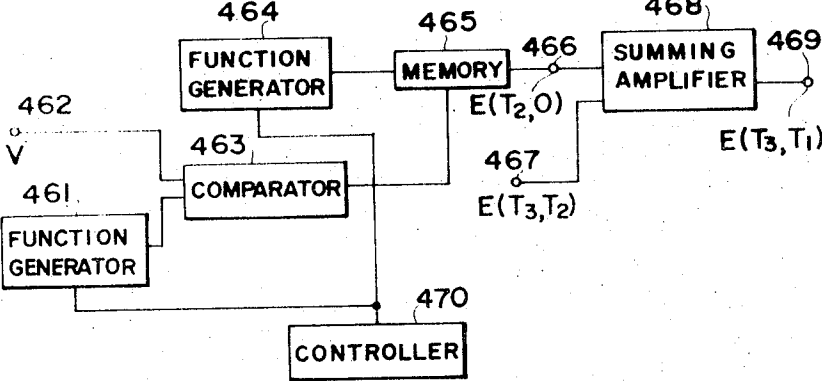 464
465
468
FUNCTION
GENERATOR
MEMORY
466
SUMMING
AMPLIFIER
469
462
E(T2,O)
V
463
E(T3,T1)
467
COMPARATOR
461
E(T3,T2)
FUNCTION
GENERATOR
470
CONTROLLER